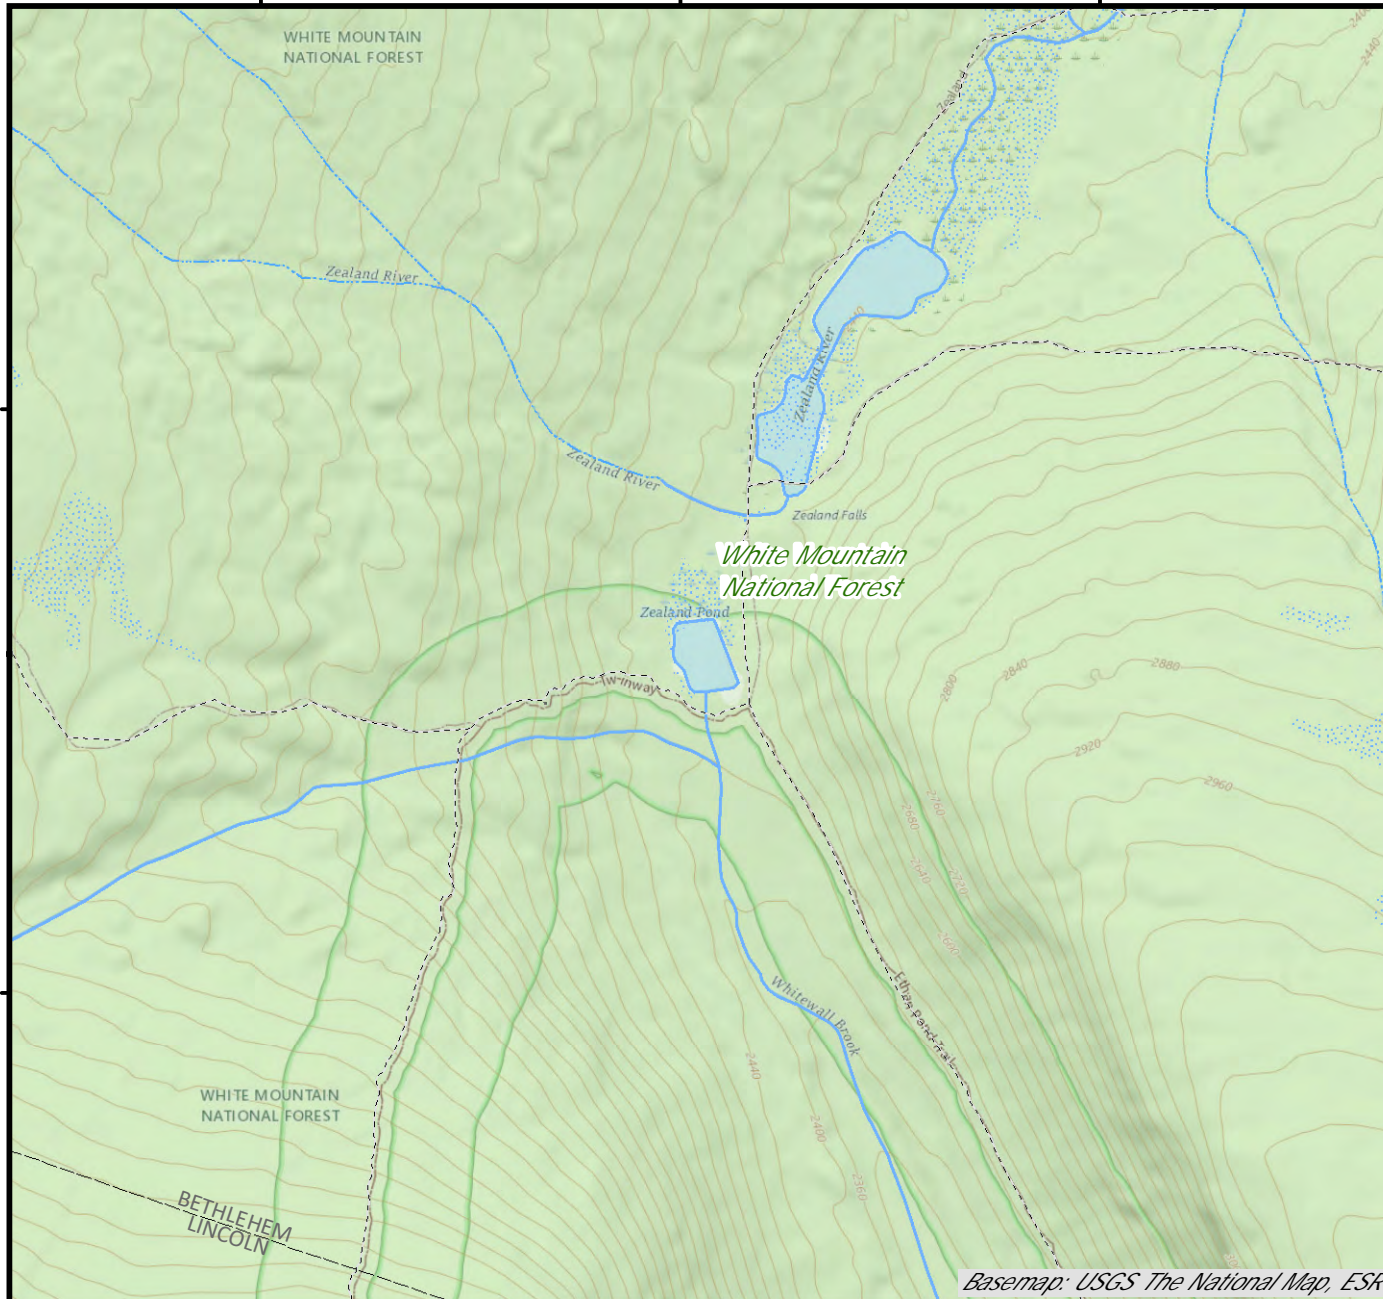 WHITE MOUNTAIN
NATIONAL FOREST
2440
Zealand
Zealand River
Zealand River
Zealand River
Zealand Falls
White Mountain
National Forest
Zealand Pond
Twinway
2800
2840
2880
2920
2960
2760
2680
2640
2720
2600
Whitewall Brook
Ethan Pond Trail
2440
2400
2360
WHITE MOUNTAIN
NATIONAL FOREST
BETHLEHEM
LINCOLN
Basemap: USGS The National Map, ESR